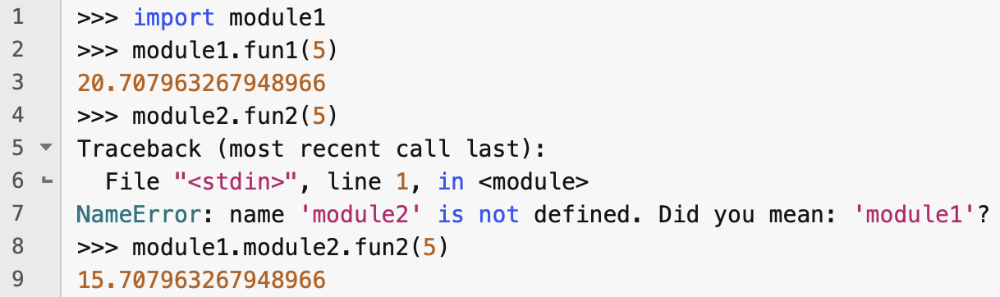 1 >>> import module1
2 >>> module1.fun1(5)
3 20.707963267948966
4 >>> module2.fun2(5)
5 Traceback (most recent call last):
6   File "<stdin>", line 1, in <module>
7 NameError: name 'module2' is not defined. Did you mean: 'module1'?
8 >>> module1.module2.fun2(5)
9 15.707963267948966